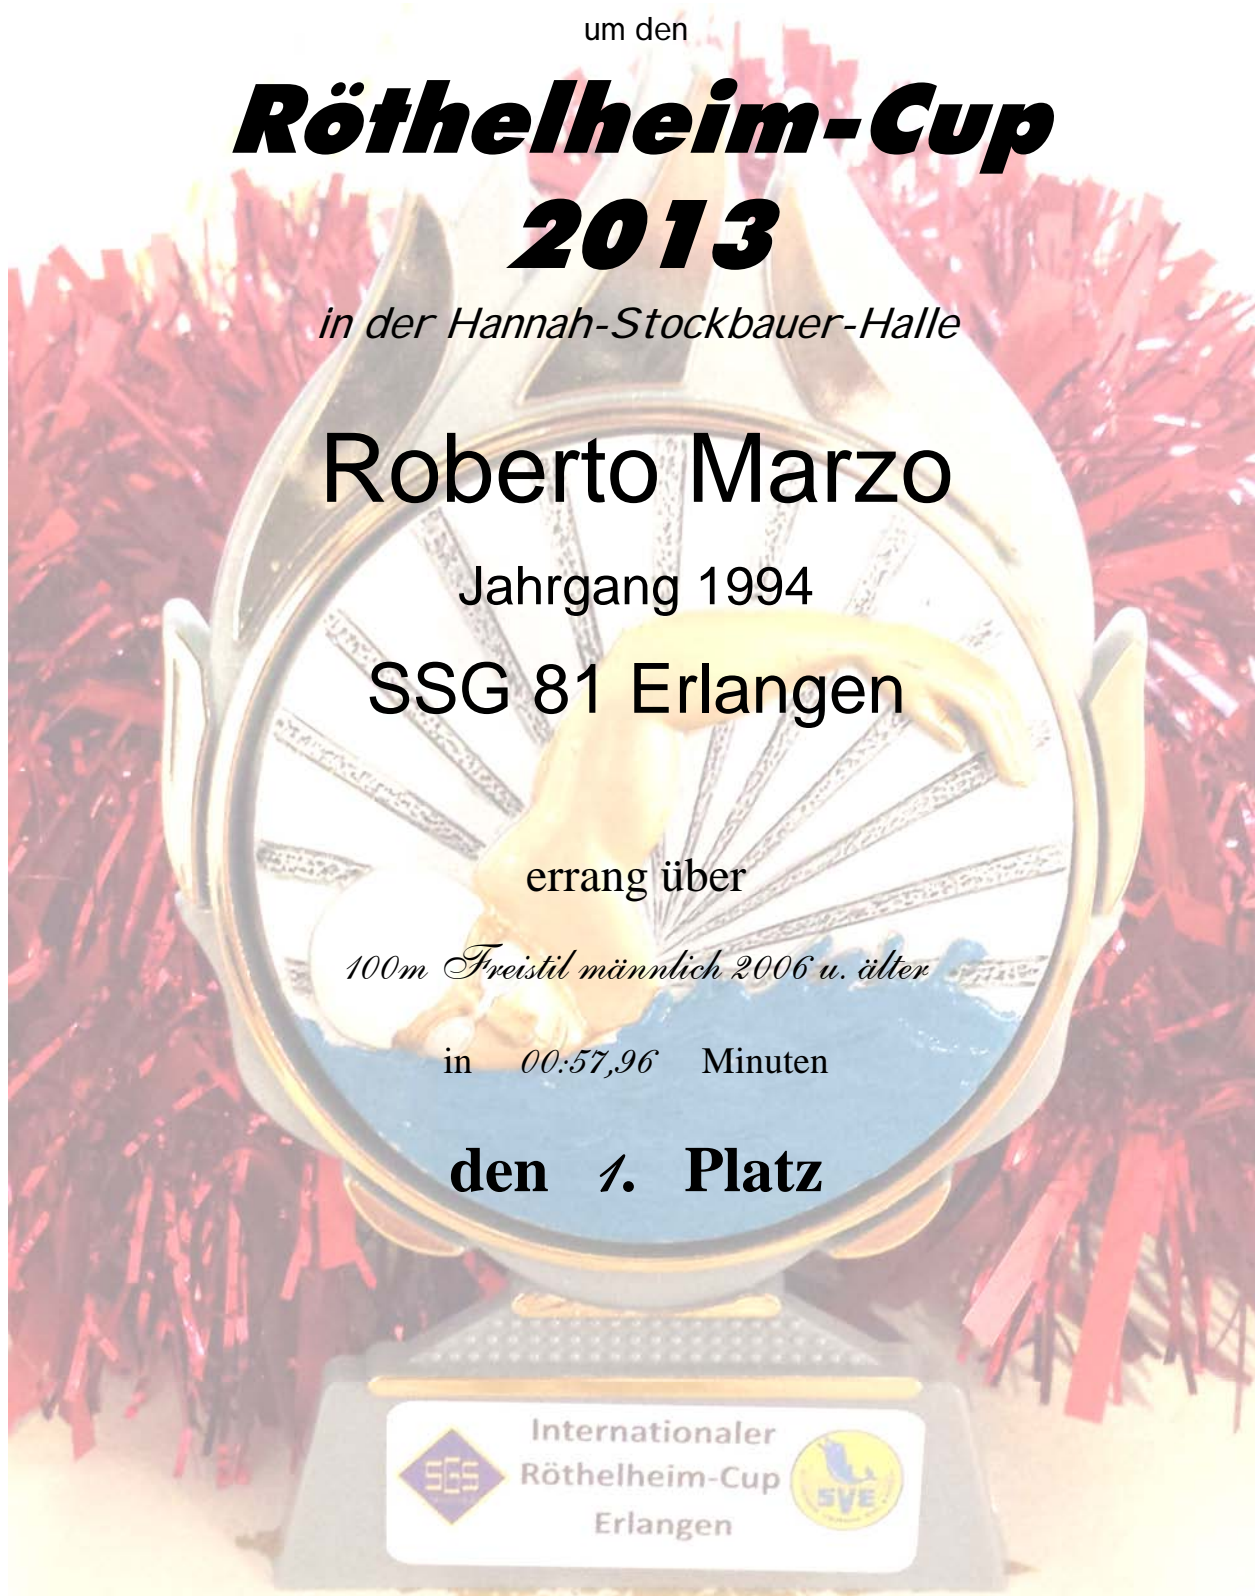 um den
Röthelheim-Cup
2013
in der Hannah-Stockbauer-Halle
Roberto Marzo
Jahrgang 1994
SSG 81 Erlangen
errang über
100m Freistil männlich 2006 u. älter
in 00:57,96 Minuten
den 1. Platz
Internationaler
SGS Röthelheim-Cup SVE
Erlangen